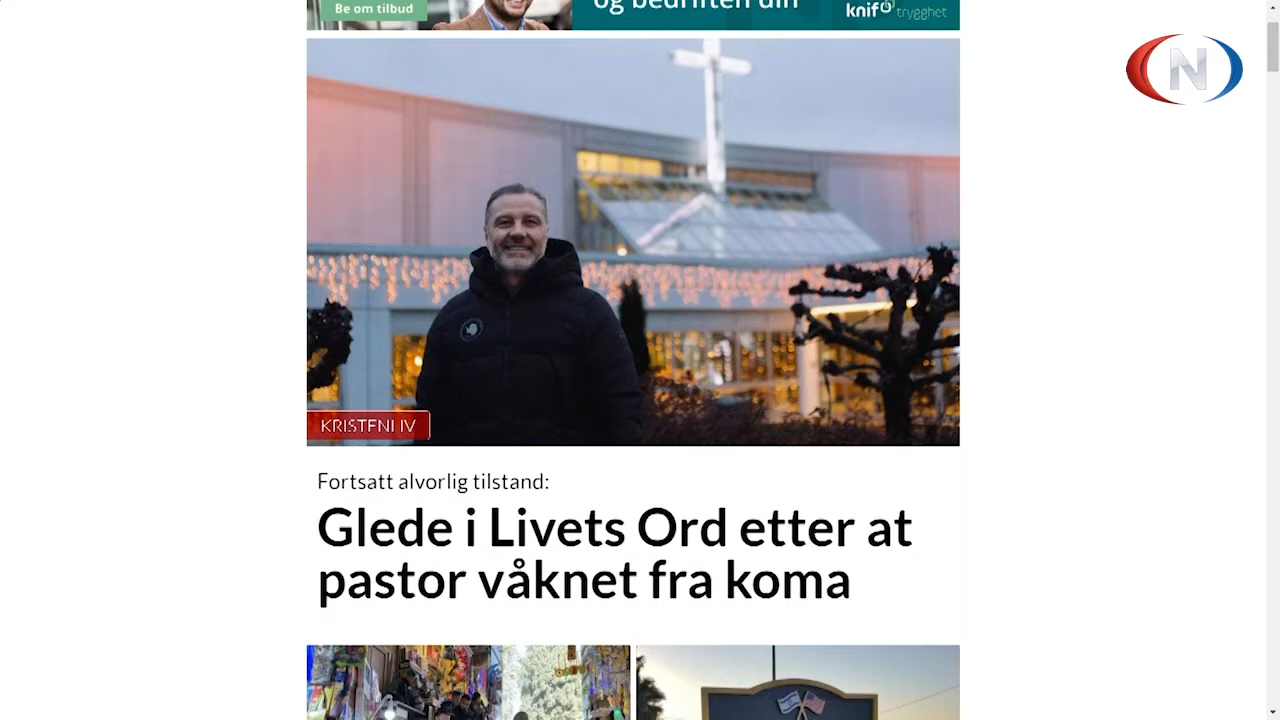 og bedriften din
Be om tilbud
knif
trygghet
N
KRISTENLIV
Fortsatt alvorlig tilstand:
Glede i Livets Ord etter at
pastor våknet fra koma